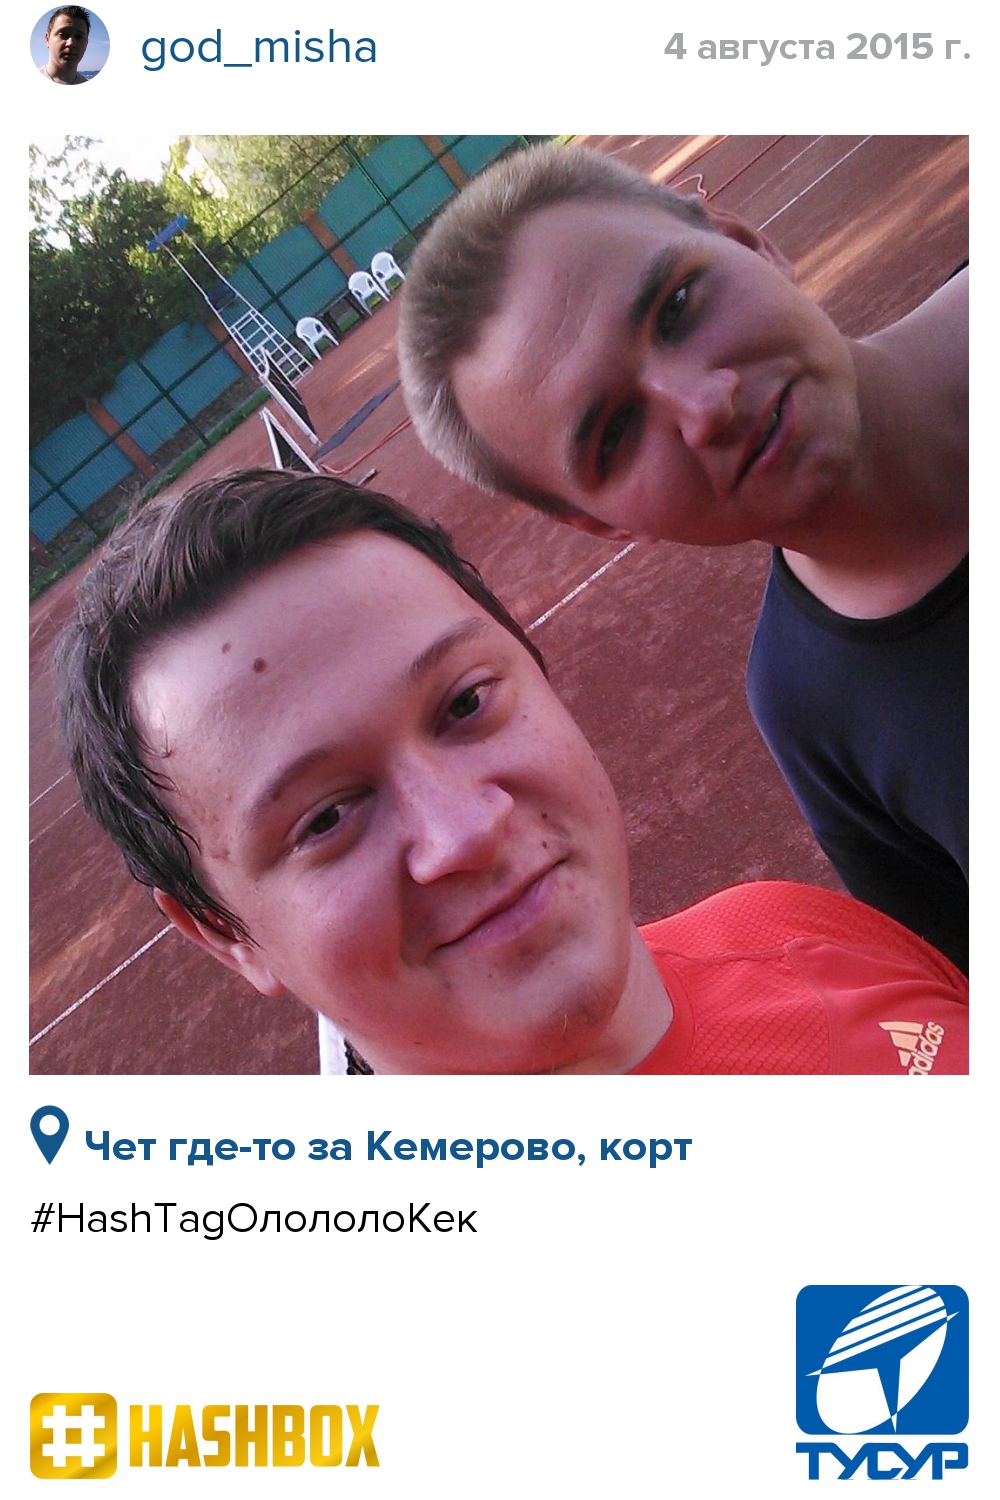 god_misha
4 августа 2015 г.
adidas
Чет где-то за Кемерово, корт
#HashTagОлололоКек
#HASHBOX
ТУСУР